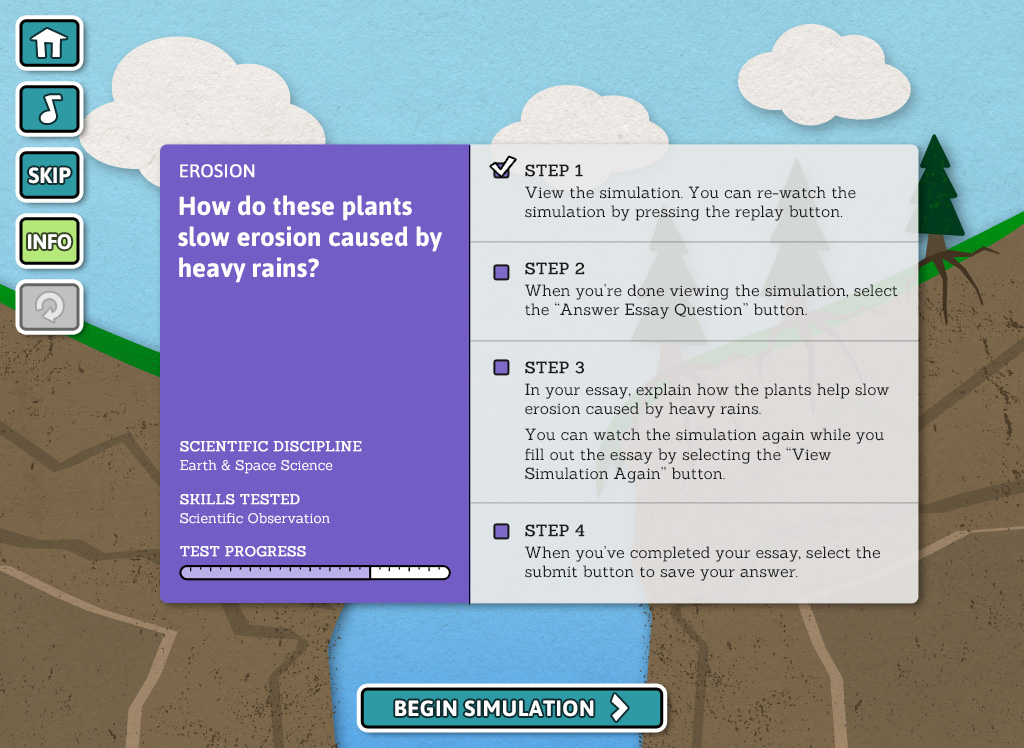 SKIP
INFO
EROSION
How do these plants
slow erosion caused by
heavy rains?
SCIENTIFIC DISCIPLINE
Earth & Space Science
SKILLS TESTED
Scientific Observation
TEST PROGRESS
STEP 1
View the simulation. You can re-watch the
simulation by pressing the replay button.
STEP 2
When you're done viewing the simulation, select
the “Answer Essay Question” button.
STEP 3
In your essay, explain how the plants help slow
erosion caused by heavy rains.
You can watch the simulation again while you
fill out the essay by selecting the “View
Simulation Again” button.
STEP 4
When you've completed your essay, select the
submit button to save your answer.
BEGIN SIMULATION